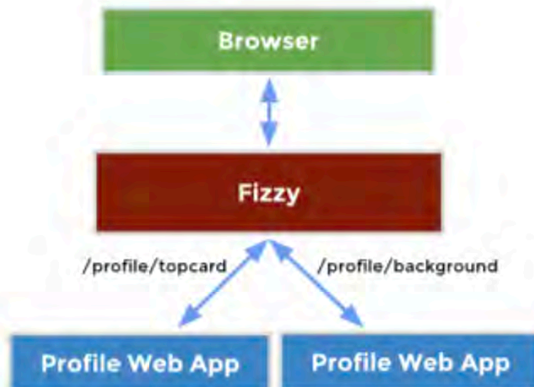 Browser
Fizzy
/profile/topcard
/profile/background
Profile Web App
Profile Web App